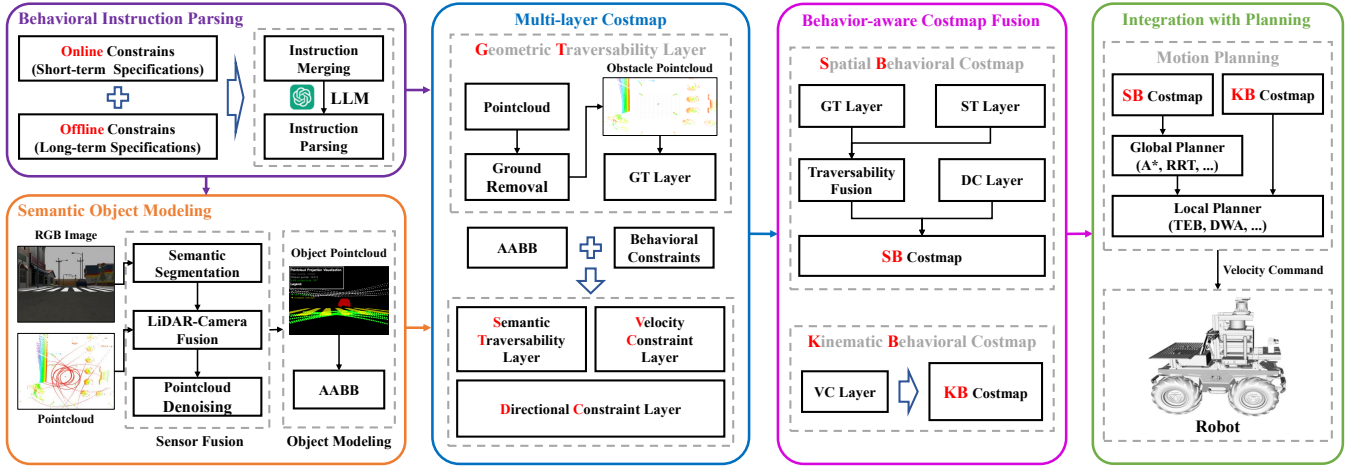 Behavioral Instruction Parsing
Online Constrains
(Short-term Specifications)
Offline Constrains
(Long-term Specifications)
Instruction
Merging
LLM
Instruction
Parsing
Semantic Object Modeling
RGB Image
Pointcloud
Semantic
Segmentation
LiDAR-Camera
Fusion
Pointcloud
Denoising
Sensor Fusion
Object Pointcloud
Pointcloud Projection Visualization
Legend
AABB
Object Modeling
Multi-layer Costmap
Geometric Traversability Layer
Pointcloud
Ground
Removal
Obstacle Pointcloud
GT Layer
AABB
Behavioral
Constraints
Semantic
Traversability
Layer
Velocity
Constraint
Layer
Directional Constraint Layer
Behavior-aware Costmap Fusion
Spatial Behavioral Costmap
GT Layer
ST Layer
Traversability
Fusion
DC Layer
SB Costmap
Kinematic Behavioral Costmap
VC Layer
KB Costmap
Integration with Planning
Motion Planning
SB Costmap
KB Costmap
Global Planner
(A*, RRT, ...)
Local Planner
(TEB, DWA, ...)
Velocity Command
Robot